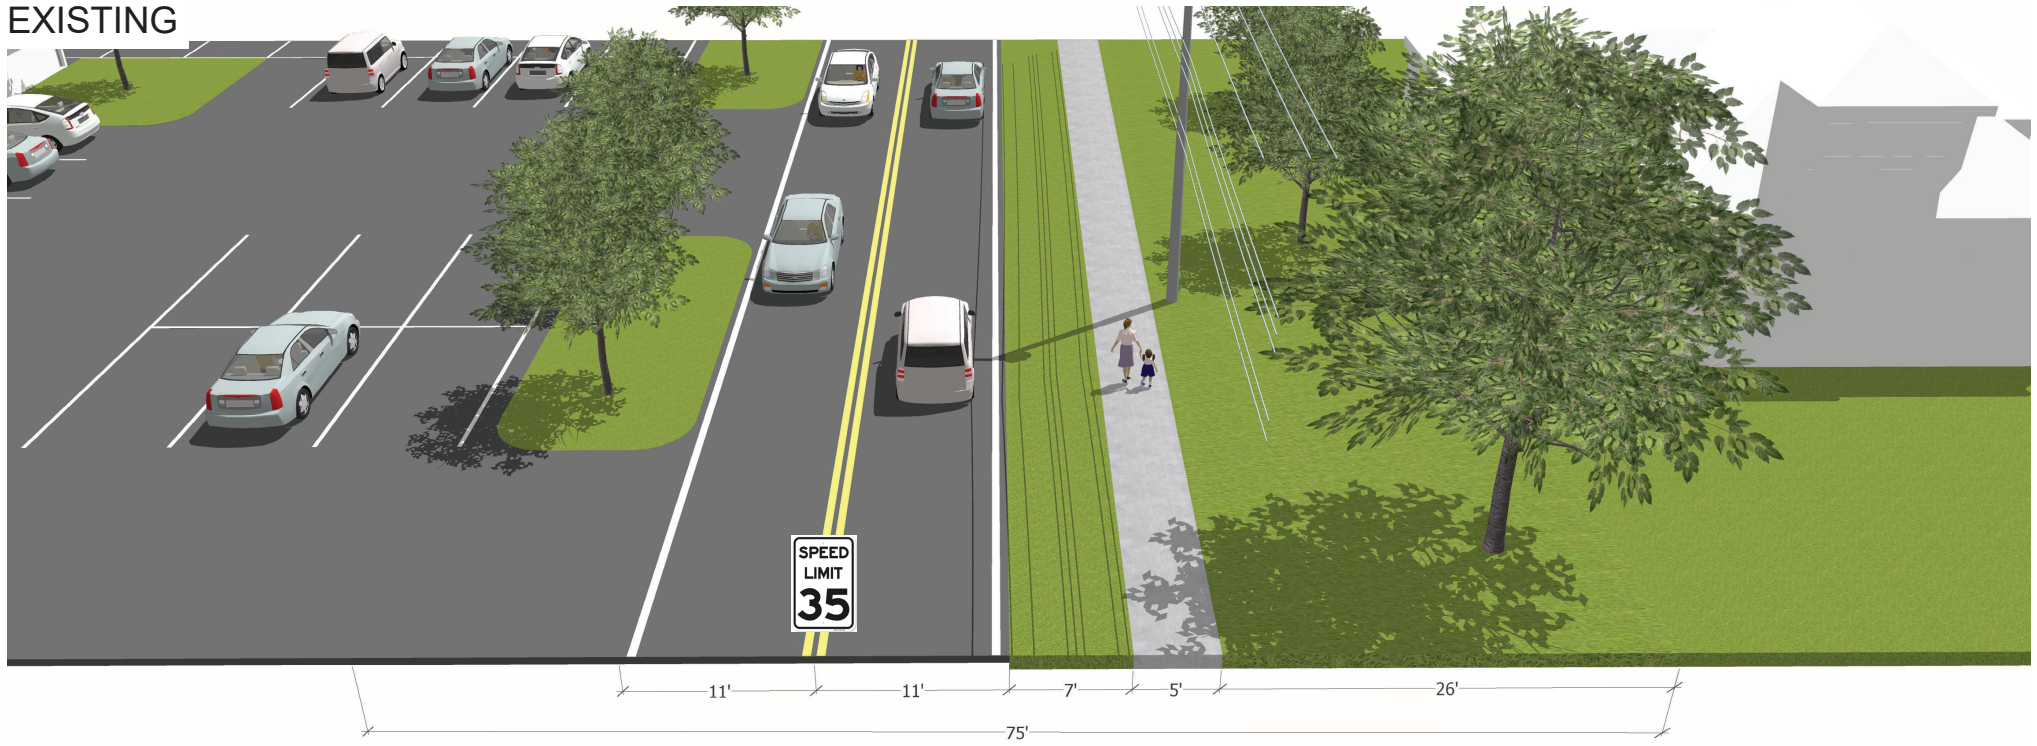 EXISTING
SPEED
LIMIT
35
11'
11'
7'
5'
26'
75'